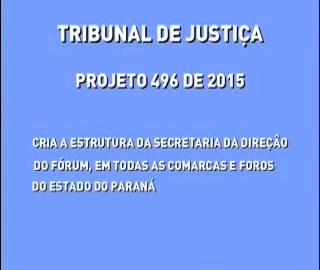 TRIBUNAL DE JUSTIÇA
PROJETO 496 DE 2015
CRIA A ESTRUTURA DA SECRETARIA DA DIREÇÃO
DO FÓRUM, EM TODAS AS COMARCAS E FOROS
DO ESTADO DO PARANÁ